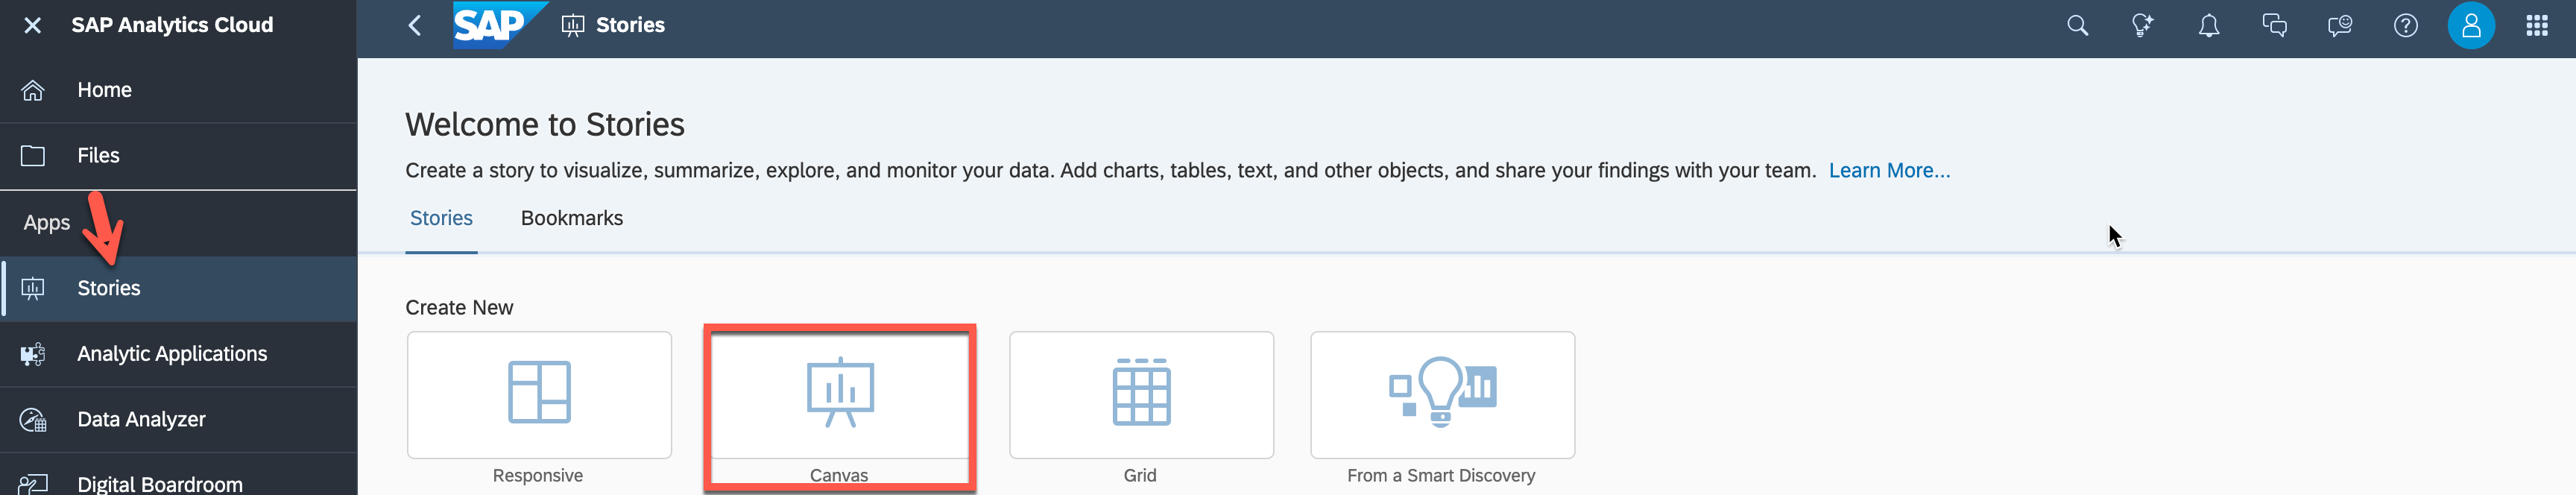 SAP Analytics Cloud
Home
Files
Apps
Stories
Analytic Applications
Data Analyzer
Digital Boardroom
SAP
Stories
Welcome to Stories
Create a story to visualize, summarize, explore, and monitor your data. Add charts, tables, text, and other objects, and share your findings with your team. Learn More...
Stories Bookmarks
Create New
Responsive
Canvas
Grid
From a Smart Discovery